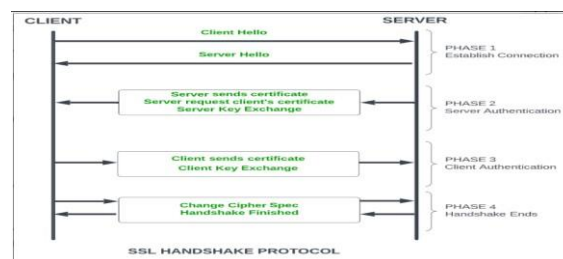 CLIENT
SERVER
Client Hello
Server Hello
PHASE 1
Establish Connection
Server sends certificate
Server request client's certificate
Server Key Exchange
PHASE 2
Server Authentication
Client sends certificate
Client Key Exchange
PHASE 3
Client Authentication
Change Cipher Spec
Handshake Finished
PHASE 4
Handshake Ends
SSL HANDSHAKE PROTOCOL